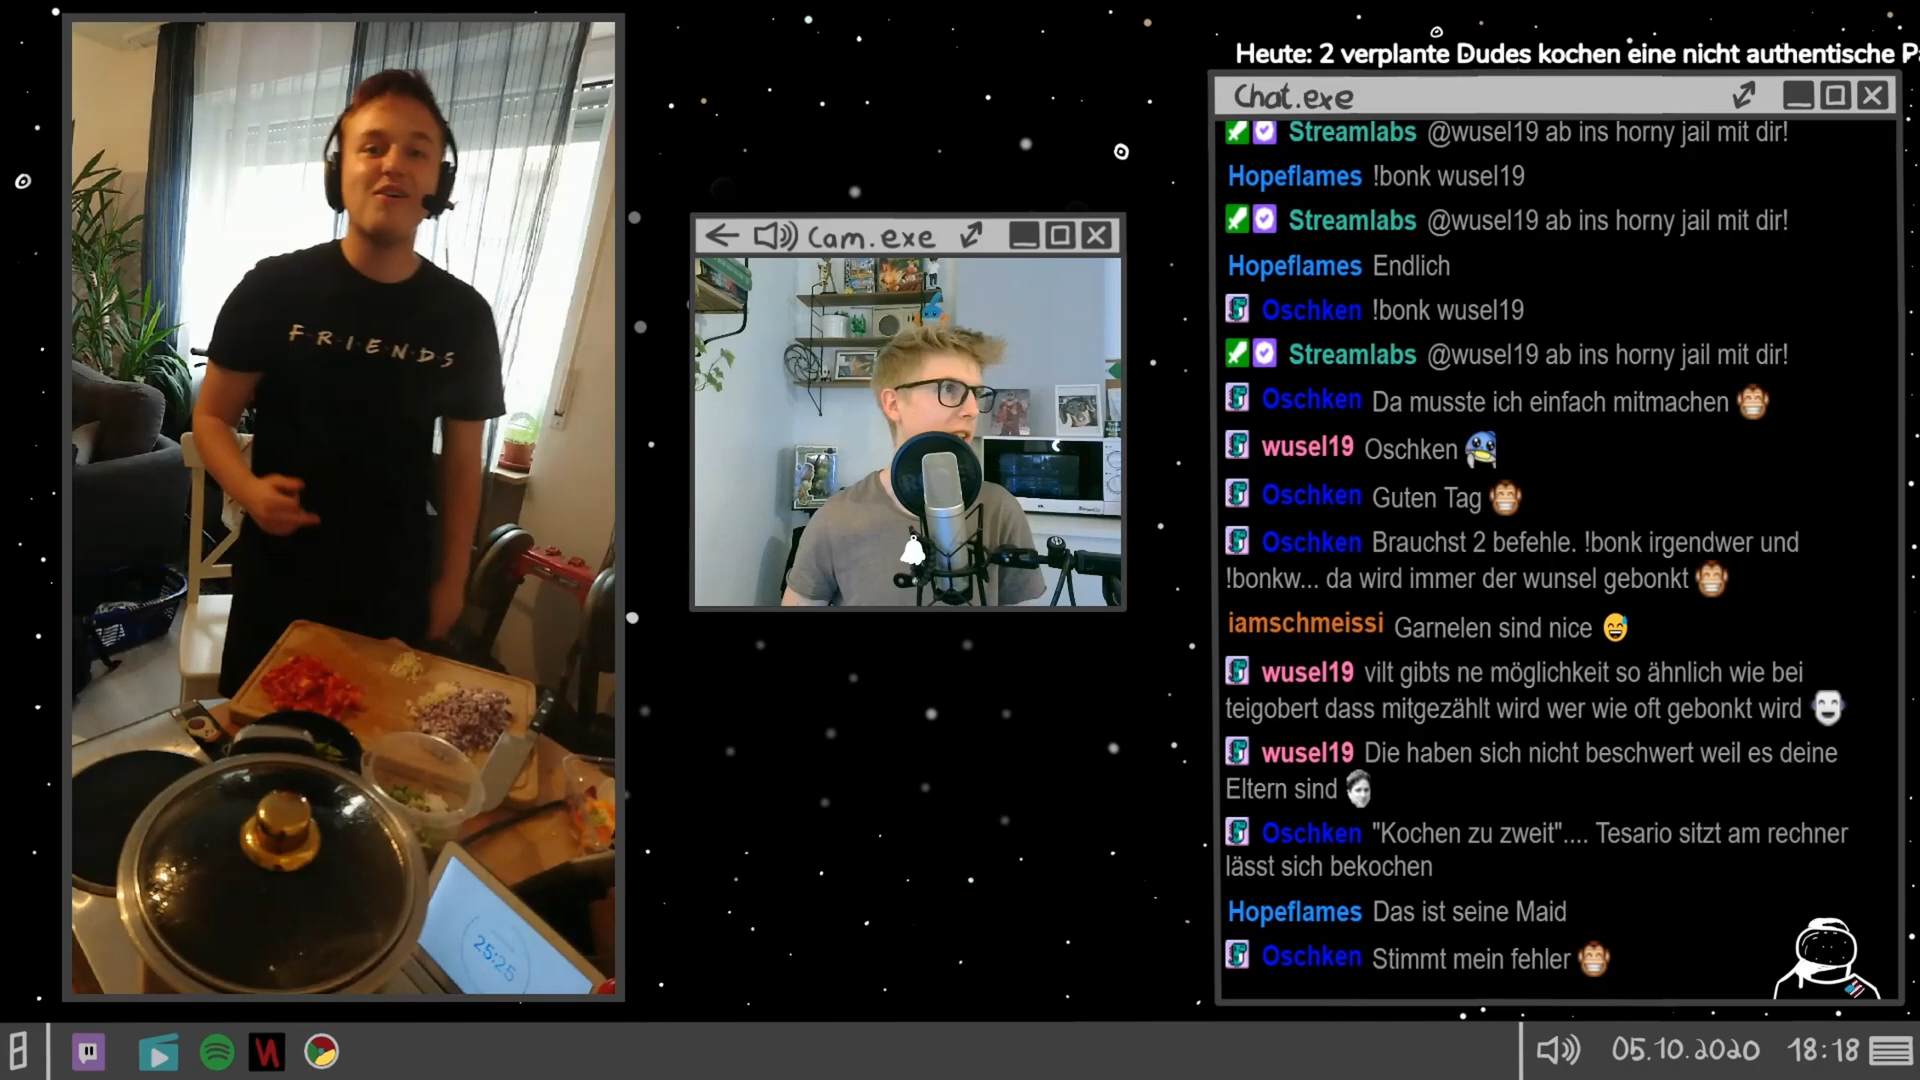 Heute: 2 verplante Dudes kochen eine nicht authentische
Chat.exe
Streamlabs @wusel19 ab ins horny jail mit dir!
Hopeflames !bonk wusel19
Streamlabs @wusel19 ab ins horny jail mit dir!
Hopeflames Endlich
Oschken !bonk wusel19
Streamlabs @wusel19 ab ins horny jail mit dir!
Oschken Da musste ich einfach mitmachen
wusel19 Oschken
Oschken Guten Tag
Oschken Brauchst 2 befehle. !bonk irgendwer und
!bonkw... da wird immer der wunsel gebonkt
iamschmeissi Garnelen sind nice
wusel19 vilt gibts ne möglichkeit so ähnlich wie bei
teigobert dass mitgezählt wird wer wie oft gebonkt wird
wusel19 Die haben sich nicht beschwert weil es deine
Eltern sind
Oschken "Kochen zu zweit".... Tesario sitzt am rechner
lässt sich bekochen
Hopeflames Das ist seine Maid
Oschken Stimmt mein fehler
Cam.exe
F·R·I·E·N·D·S
25:25
05.10.2020 18:18